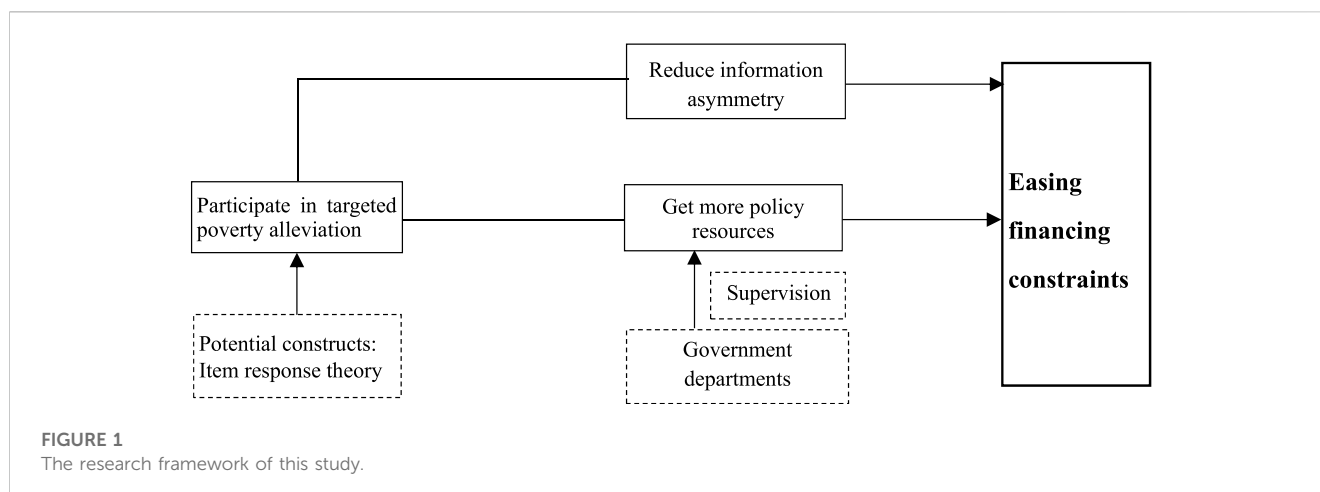 Reduce information
asymmetry
Participate in targeted
poverty alleviation
Get more policy
resources
Easing
financing
constraints
Supervision
Potential constructs:
Item response theory
Government
departments
FIGURE 1
The research framework of this study.